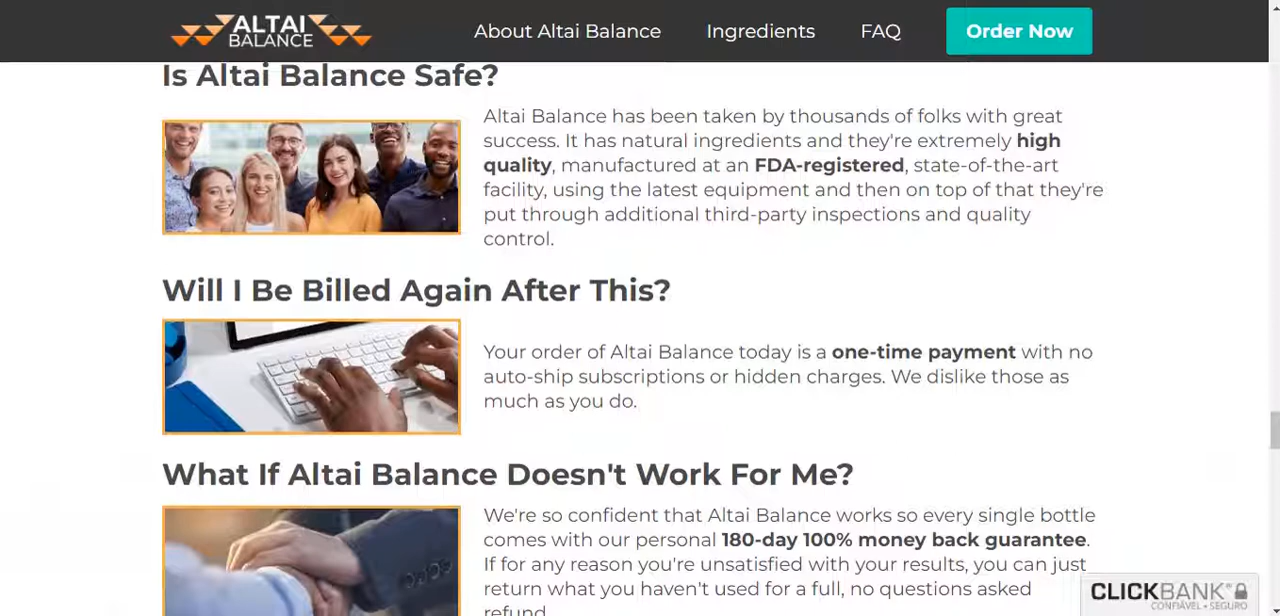 ALTAI
BALANCE
About Altai Balance
Ingredients
FAQ
Order Now
Is Altai Balance Safe?
Altai Balance has been taken by thousands of folks with great
success. It has natural ingredients and they're extremely high
quality, manufactured at an FDA-registered, state-of-the-art
facility, using the latest equipment and then on top of that they're
put through additional third-party inspections and quality
control.
Will I Be Billed Again After This?
Your order of Altai Balance today is a one-time payment with no
auto-ship subscriptions or hidden charges. We dislike those as
much as you do.
What If Altai Balance Doesn't Work For Me?
We're so confident that Altai Balance works so every single bottle
comes with our personal 180-day 100% money back guarantee.
If for any reason you're unsatisfied with your results, you can just
return what you haven't used for a full, no questions asked
refund.
CLICKBANK
CONFIÁVEL • SEGURO